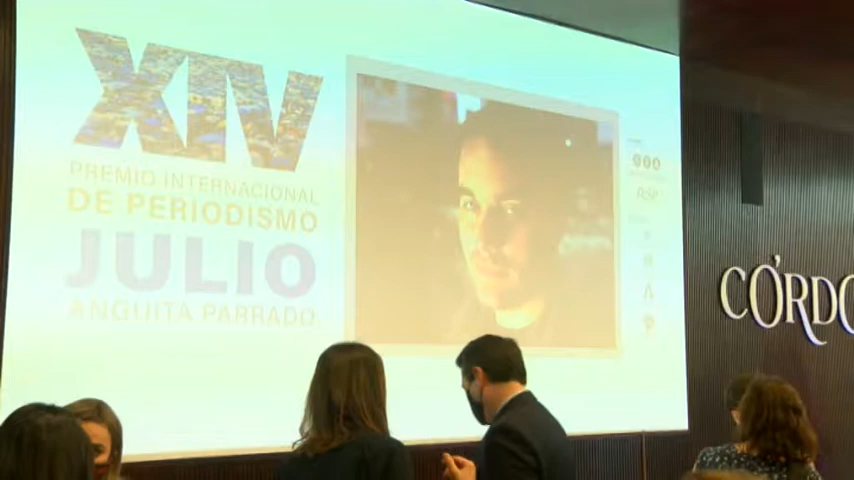 XIV
PREMIO INTERNACIONAL
DE PERIODISMO
JULIO
ANGUITA PARRADO
CÓRDO